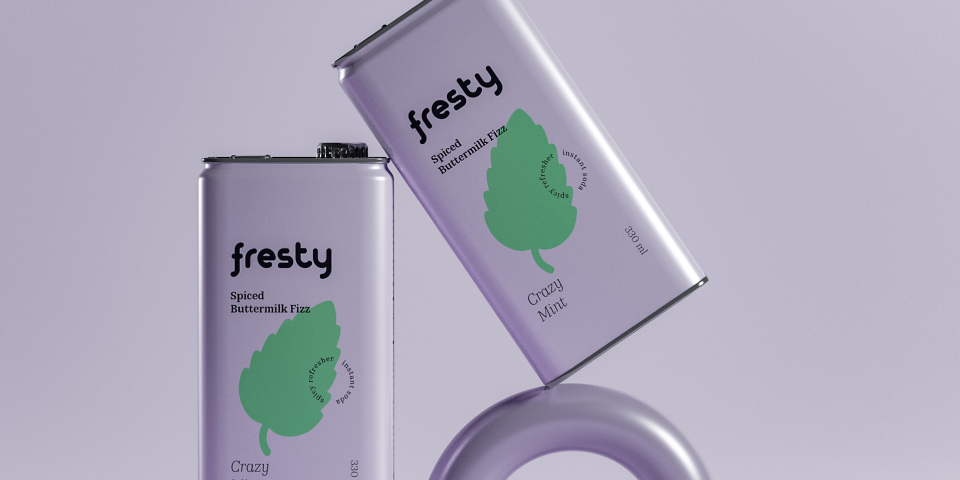 fresty
Spiced
Buttermilk Fizz
spicy refresher
instant soda
Crazy
330
fresty
Spiced
Buttermilk Fizz
spicy refresher
instant soda
330 ml
Crazy
Mint